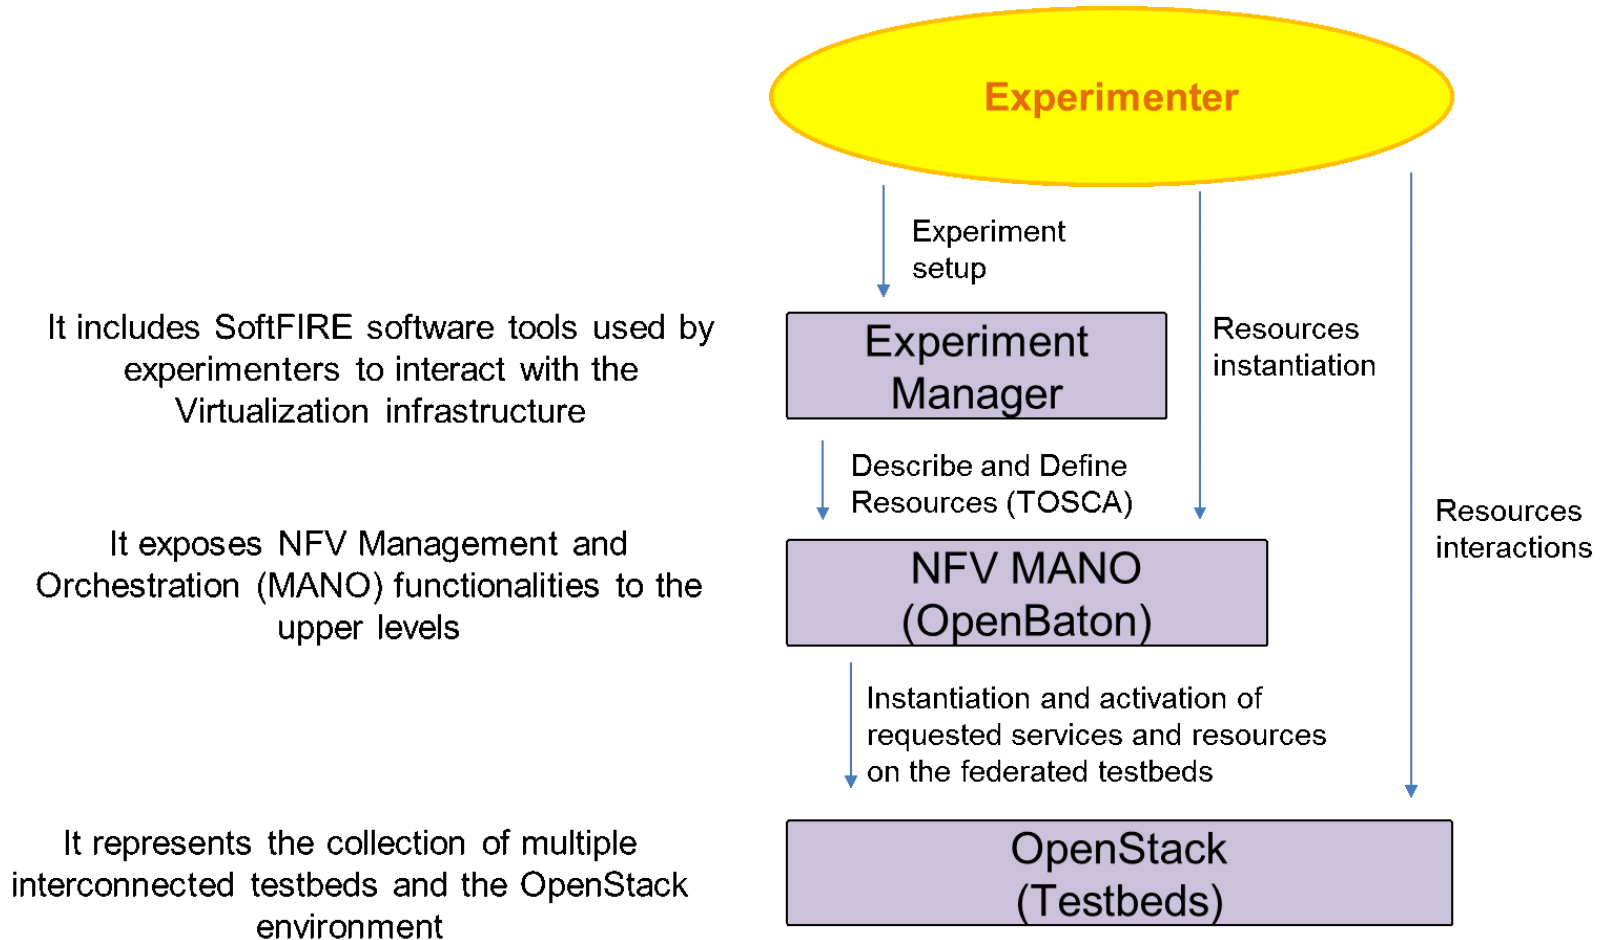 Experimenter
Experiment
setup
It includes SoftFIRE software tools used by
experimenters to interact with the
Virtualization infrastructure
Experiment
Manager
Resources
instantiation
Describe and Define
Resources (TOSCA)
Resources
interactions
It exposes NFV Management and
Orchestration (MANO) functionalities to the
upper levels
NFV MANO
(OpenBaton)
Instantiation and activation of
requested services and resources
on the federated testbeds
It represents the collection of multiple
interconnected testbeds and the OpenStack
environment
OpenStack
(Testbeds)